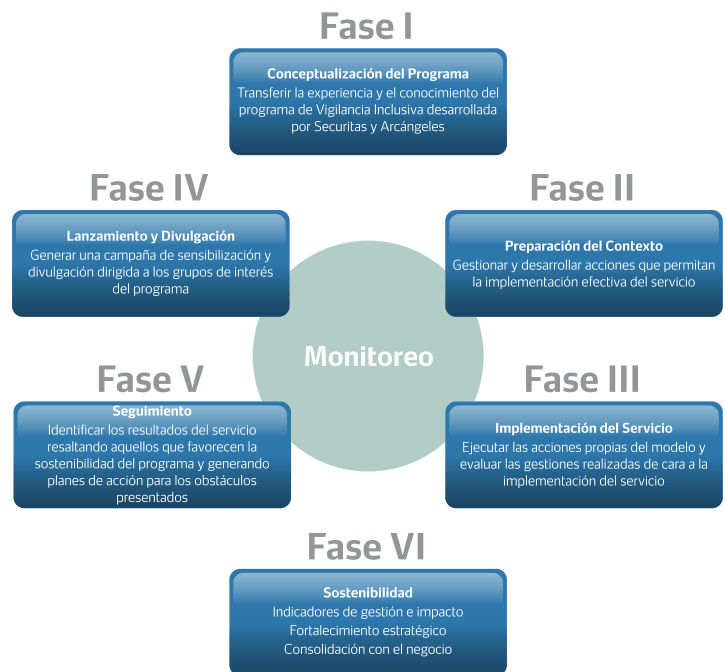 Fase I
Conceptualización del Programa
Transferir la experiencia y el conocimiento del
programa de Vigilancia Inclusiva desarrollada
por Securitas y Arcángeles
Fase IV
Lanzamiento y Divulgación
Generar una campaña de sensibilización y
divulgación dirigida a los grupos de interés
del programa
Fase II
Preparación del Contexto
Gestionar y desarrollar acciones que permitan
la implementación efectiva del servicio
Monitoreo
Fase V
Seguimiento
Identificar los resultados del servicio
resaltando aquellos que favorecen la
sostenibilidad del programa y generando
planes de acción para los obstáculos
presentados
Fase III
Implementación del Servicio
Ejecutar las acciones propias del modelo y
evaluar las gestiones realizadas de cara a la
implementación del servicio
Fase VI
Sostenibilidad
Indicadores de gestión e impacto
Fortalecimiento estratégico
Consolidación con el negocio